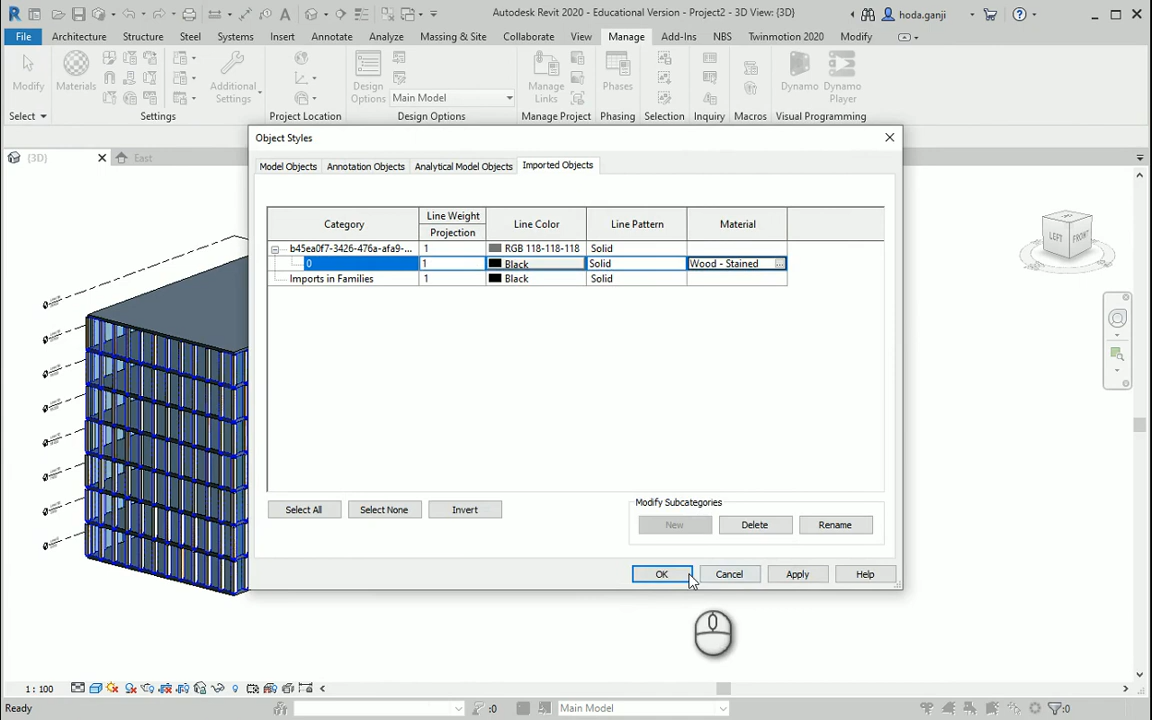 Autodesk Revit 2020 - Educational Version - Project2 - 3D View: {3D}
hoda.ganji
File Architecture Structure Steel Systems Insert Annotate Analyze Massing & Site Collaborate View Manage Add-Ins NBS Twinmotion 2020 Modify
Modify Materials Additional Settings Design Options Main Model Manage Links Phases Dynamo Dynamo Player
Select Settings Project Location Design Options Manage Project Phasing Selection Inquiry Macros Visual Programming
Object Styles
{3D} East
Model Objects Annotation Objects Analytical Model Objects Imported Objects
Category Line Weight Line Color Line Pattern Material
Projection
b45ea0f7-3426-476a-afa9-... 1 RGB 118-118-118 Solid
0 1 Black Solid Wood - Stained ...
Imports in Families 1 Black Solid
LEFT FRONT
Modify Subcategories
Select All Select None Invert New Delete Rename
OK Cancel Apply Help
1 : 100
Ready :0 Main Model :0